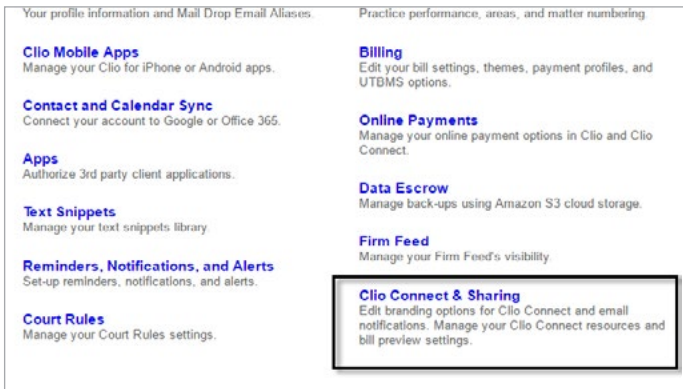 Your profile information and Mail Drop Email Aliases.
Clio Mobile Apps
Manage your Clio for iPhone or Android apps.
Contact and Calendar Sync
Connect your account to Google or Office 365.
Apps
Authorize 3rd party client applications.
Text Snippets
Manage your text snippets library.
Reminders, Notifications, and Alerts
Set-up reminders, notifications, and alerts.
Court Rules
Manage your Court Rules settings.
Practice performance, areas, and matter numbering.
Billing
Edit your bill settings, themes, payment profiles, and
UTBMS options.
Online Payments
Manage your online payment options in Clio and Clio
Connect.
Data Escrow
Manage back-ups using Amazon S3 cloud storage.
Firm Feed
Manage your Firm Feed's visibility.
Clio Connect & Sharing
Edit branding options for Clio Connect and email
notifications. Manage your Clio Connect resources and
bill preview settings.